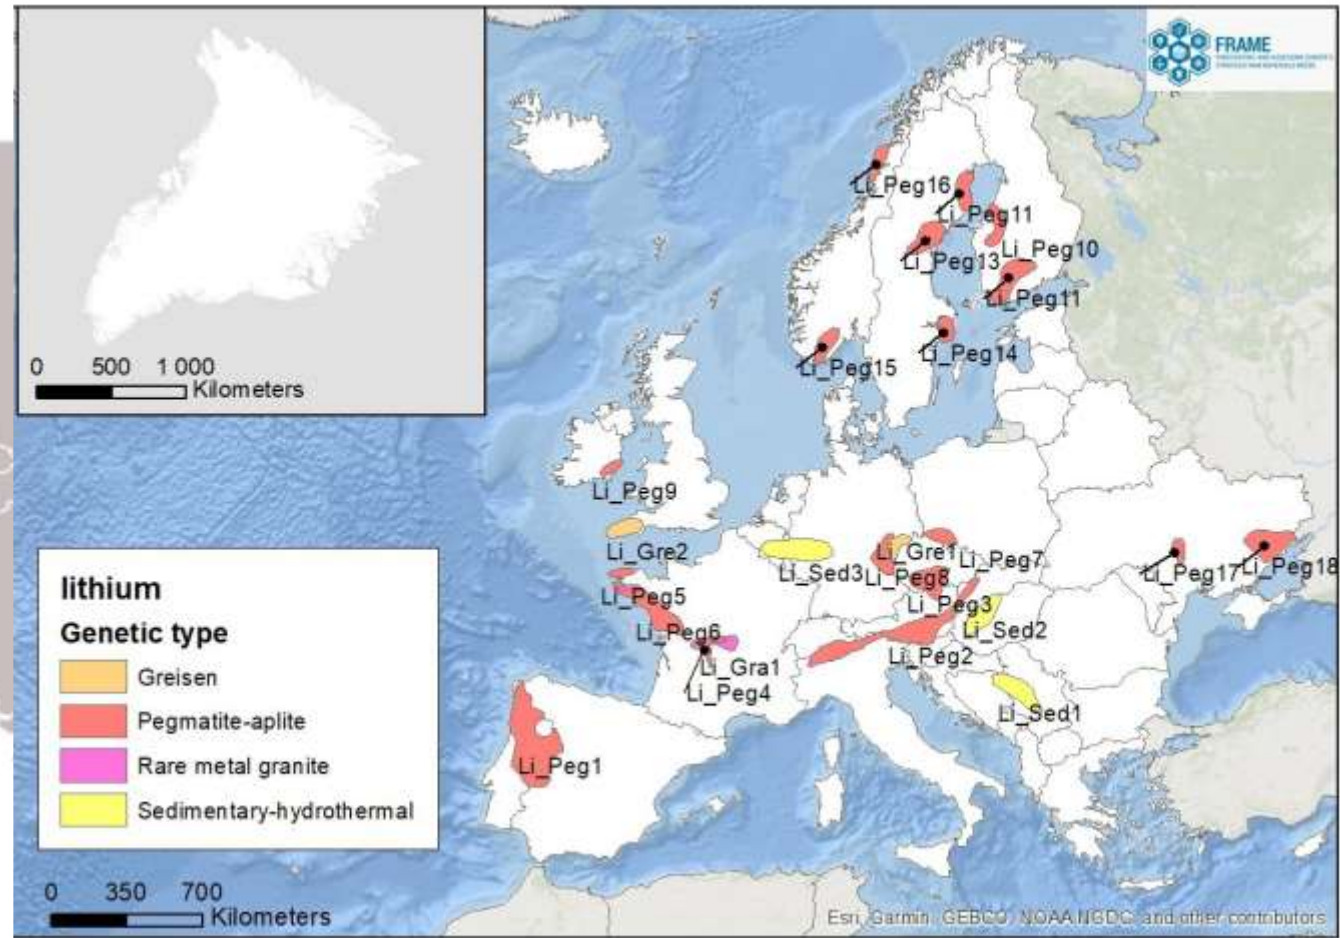 FRAME
0 500 1 000
Kilometers
Li_Peg16
Li_Peg11
Li_Peg10
Li_Peg13
Li_Peg11
Li_Peg14
Li_Peg15
Li_Peg9
Li_Gre2
Li_Sed3
Li_Gre1
Li_Peg7
Li_Peg8
Li_Peg17
Li_Peg18
Li_Peg5
Li_Peg3
Li_Peg6
Li_Sed2
Li_Peg2
Li_Gra1
Li_Peg4
Li_Sed1
Li_Peg1
lithium
Genetic type
Greisen
Pegmatite-aplite
Rare metal granite
Sedimentary-hydrothermal
0 350 700
Kilometers
Esri, Garmin, GEBCO, NOAA NGDC, and other contributors